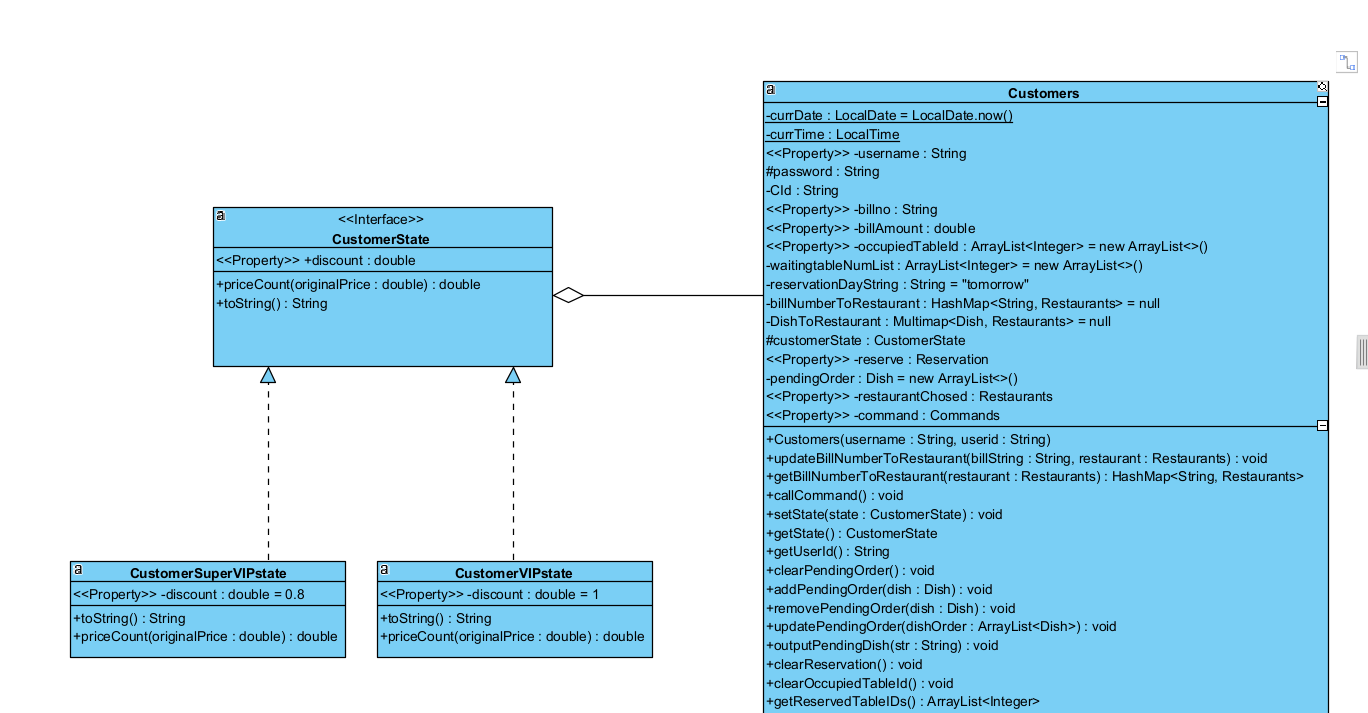 <<Interface>>
CustomerState
<<Property>> +discount : double
+priceCount(originalPrice : double) : double
+toString() : String
CustomerSuperVIPstate
<<Property>> -discount : double = 0.8
+toString() : String
+priceCount(originalPrice : double) : double
CustomerVIPstate
<<Property>> -discount : double = 1
+toString() : String
+priceCount(originalPrice : double) : double
Customers
-currDate : LocalDate = LocalDate.now()
-currTime : LocalTime
<<Property>> -username : String
#password : String
-CId : String
<<Property>> -billno : String
<<Property>> -billAmount : double
<<Property>> -occupiedTableId : ArrayList<Integer> = new ArrayList<>()
-waitingtableNumList : ArrayList<Integer> = new ArrayList<>()
-reservationDayString : String = "tomorrow"
-billNumberToRestaurant : HashMap<String, Restaurants> = null
-DishToRestaurant : Multimap<Dish, Restaurants> = null
#customerState : CustomerState
<<Property>> -reserve : Reservation
-pendingOrder : Dish = new ArrayList<>()
<<Property>> -restaurantChosed : Restaurants
<<Property>> -command : Commands
+Customers(username : String, userid : String)
+updateBillNumberToRestaurant(billString : String, restaurant : Restaurants) : void
+getBillNumberToRestaurant(restaurant : Restaurants) : HashMap<String, Restaurants>
+callCommand() : void
+setState(state : CustomerState) : void
+getState() : CustomerState
+getUserId() : String
+clearPendingOrder() : void
+addPendingOrder(dish : Dish) : void
+removePendingOrder(dish : Dish) : void
+updatePendingOrder(dishOrder : ArrayList<Dish>) : void
+outputPendingDish(str : String) : void
+clearReservation() : void
+clearOccupiedTableId() : void
+getReservedTableIDs() : ArrayList<Integer>